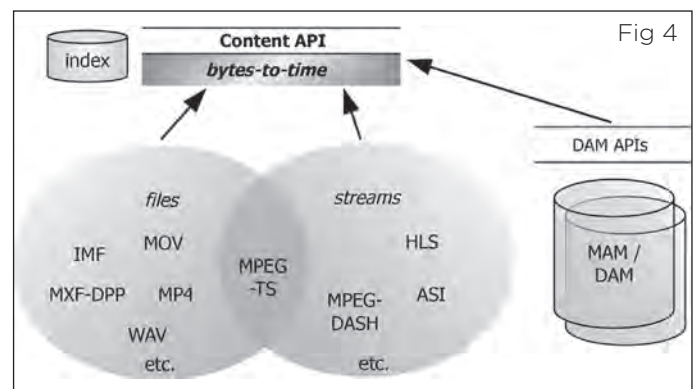 Fig 4
Content API
index
bytes-to-time
DAM APIs
files
streams
MOV
HLS
IMF
MPEG
-TS
MAM /
DAM
MXF-DPP
MP4
MPEG-
DASH
ASI
WAV
etc.
etc.